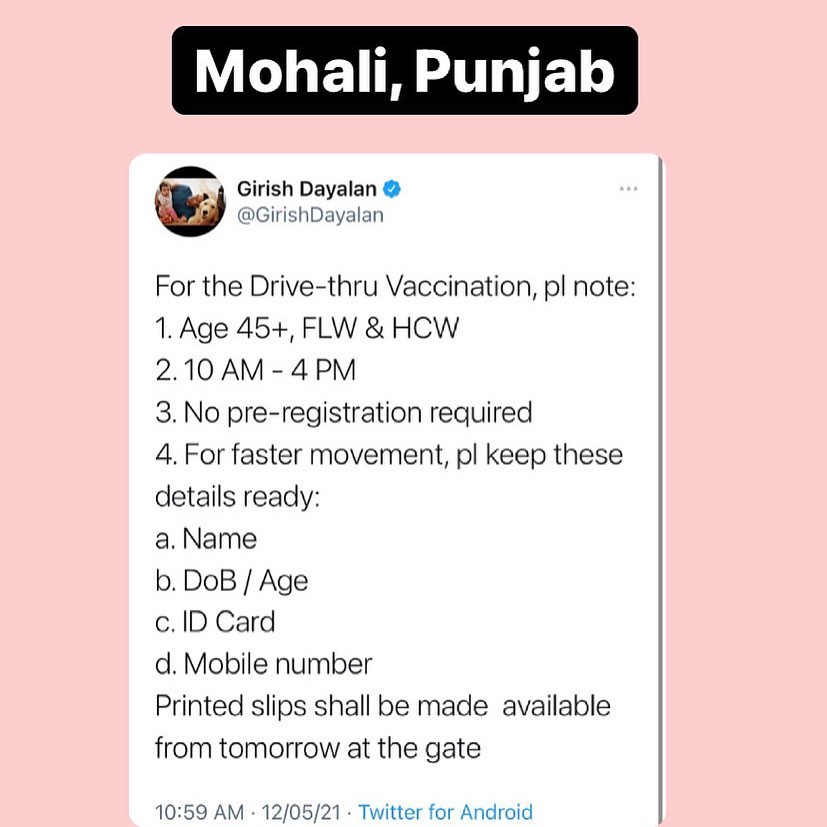 Mohali, Punjab
Girish Dayalan
@GirishDayalan
For the Drive-thru Vaccination, pl note:
1. Age 45+, FLW & HCW
2. 10 AM - 4 PM
3. No pre-registration required
4. For faster movement, pl keep these
details ready:
a. Name
b. DoB / Age
c. ID Card
d. Mobile number
Printed slips shall be made  available
from tomorrow at the gate
10:59 AM · 12/05/21 · Twitter for Android